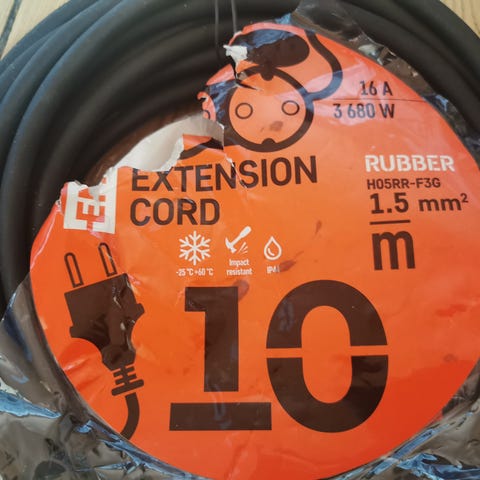 16 A
3 680 W
EXTENSION
CORD
RUBBER
H05RR-F3G
1.5 mm²
m
-25 °C +60 °C
Impact
resistant
10